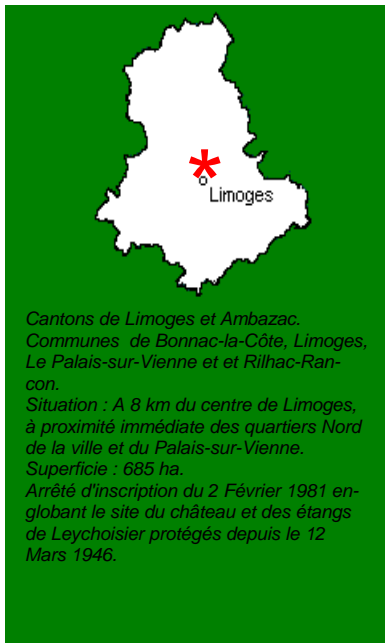 *
Limoges
Cantons de Limoges et Ambazac.
Communes de Bonnac-la-Côte, Limoges,
Le Palais-sur-Vienne et et Rilhac-Ran-
con.
Situation : A 8 km du centre de Limoges,
à proximité immédiate des quartiers Nord
de la ville et du Palais-sur-Vienne.
Superficie : 685 ha.
Arrêté d'inscription du 2 Février 1981 en-
globant le site du château et des étangs
de Leychoisier protégés depuis le 12
Mars 1946.